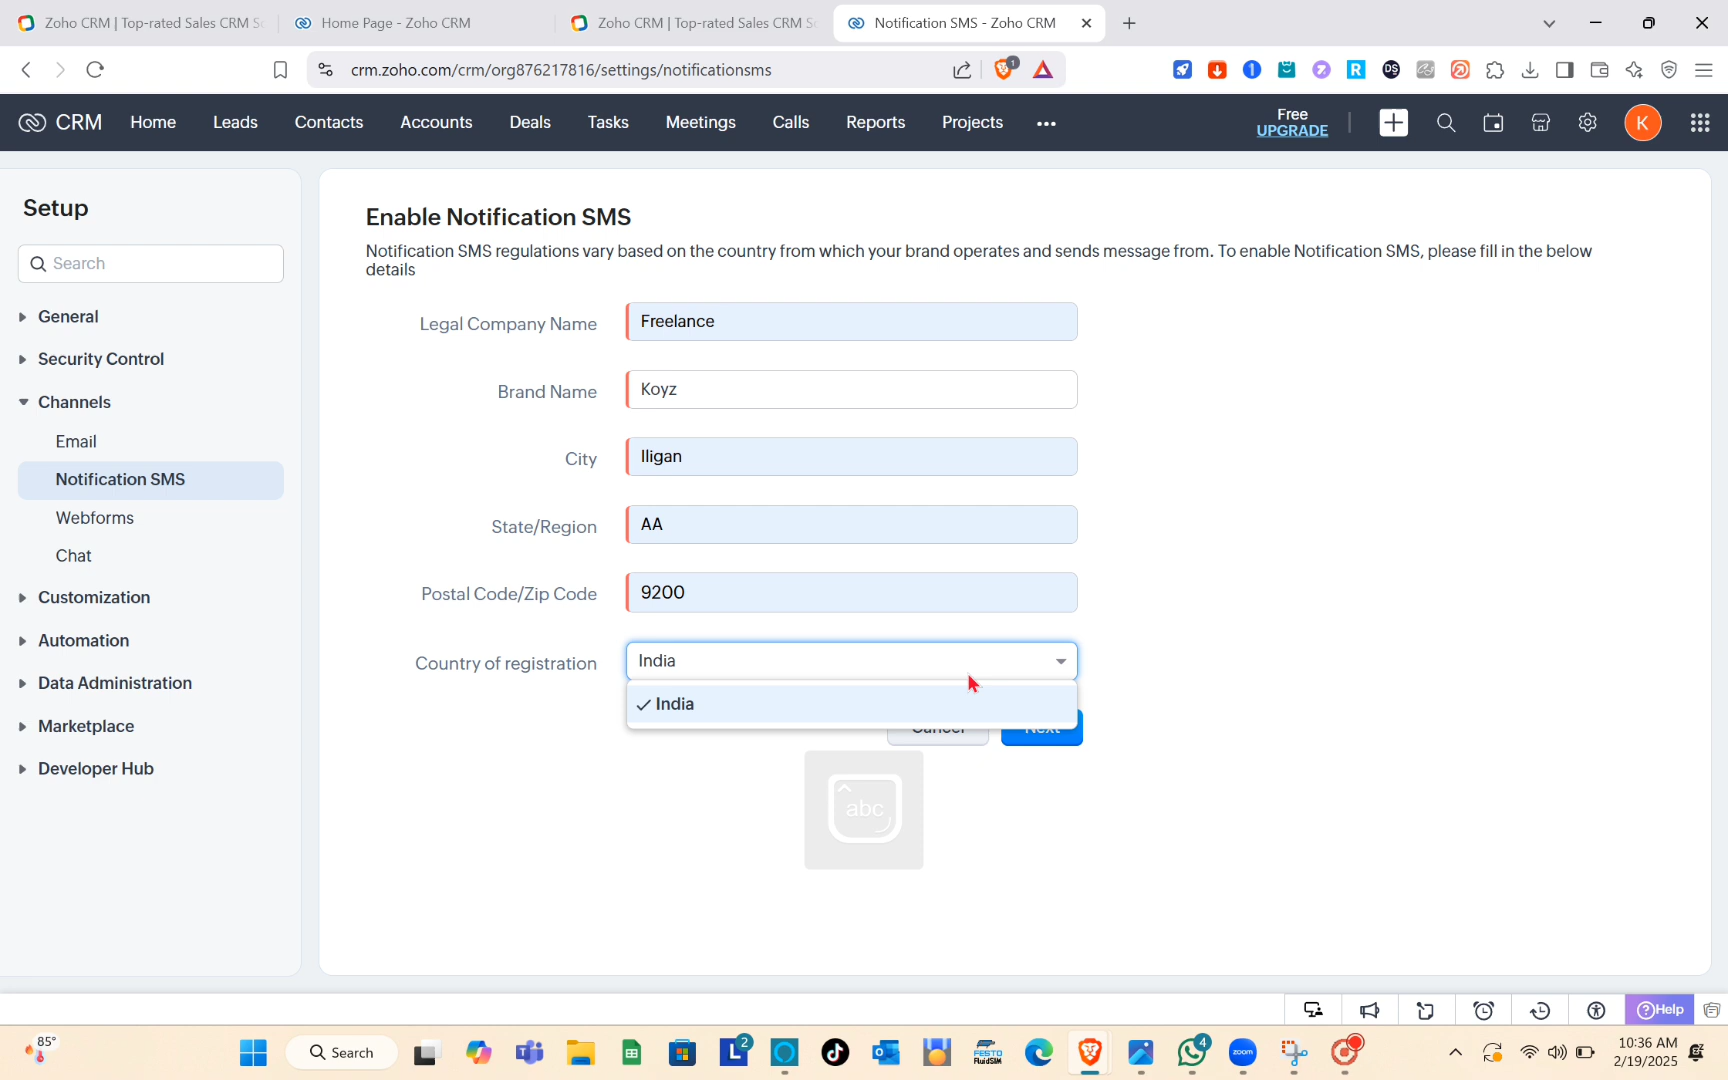 Zoho CRM | Top-rated Sales CRM S
Home Page - Zoho CRM
Zoho CRM | Top-rated Sales CRM S
Notification SMS - Zoho CRM
crm.zoho.com/crm/org876217816/settings/notificationsms
CRM
Home
Leads
Contacts
Accounts
Deals
Tasks
Meetings
Calls
Reports
Projects
Free
UPGRADE
K
Setup
Search
General
Security Control
Channels
Email
Notification SMS
Webforms
Chat
Customization
Automation
Data Administration
Marketplace
Developer Hub
Enable Notification SMS
Notification SMS regulations vary based on the country from which your brand operates and sends message from. To enable Notification SMS, please fill in the below
details
Legal Company Name
Freelance
Brand Name
Koyz
City
Iligan
State/Region
AA
Postal Code/Zip Code
9200
Country of registration
India
India
Cancel
Next
abc
Help
85°
Search
2
FESTO
FluidSIM
4
zoom
10:36 AM
2/19/2025